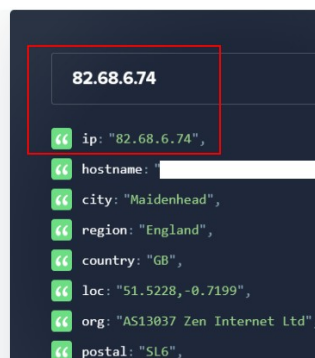 82.68.6.74
ip: "82.68.6.74",
hostname: "
city: "Maidenhead",
region: "England",
country: "GB",
loc: "51.5228,-0.7199",
org: "AS13037 Zen Internet Ltd"
postal: "SL6",